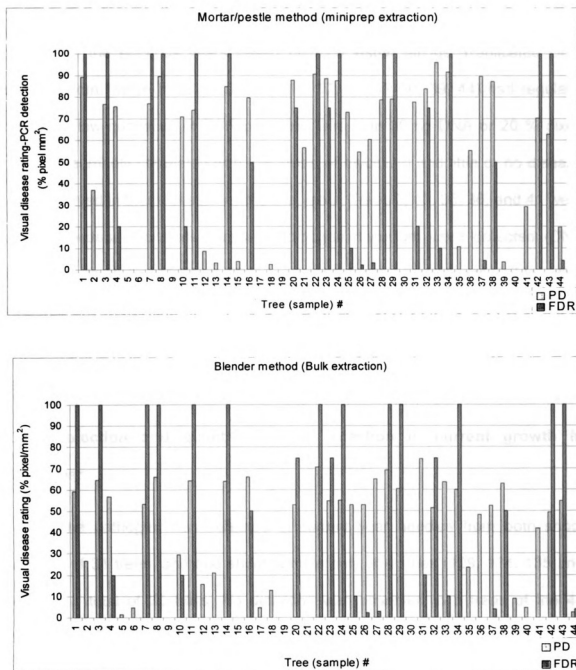 Mortar/pestle method (miniprep extraction)
Visual disease rating-PCR detection
(% pixel mm²)
100
90
80
70
60
50
40
30
20
10
0
1 2 3 4 5 6 7 8 9 10 11 12 13 14 15 16 17 18 19 20 21 22 23 24 25 26 27 28 29 30 31 32 33 34 35 36 37 38 39 40 41 42 43 44
Tree (sample) #
PD
FDR
Blender method (Bulk extraction)
Visual disease rating (% pixel/mm²)
100
90
80
70
60
50
40
30
20
10
0
1 2 3 4 5 6 7 8 9 10 11 12 13 14 15 16 17 18 19 20 21 22 23 24 25 26 27 28 29 30 31 32 33 34 35 36 37 38 39 40 41 42 43 44
Tree (sample) #
PD
FDR